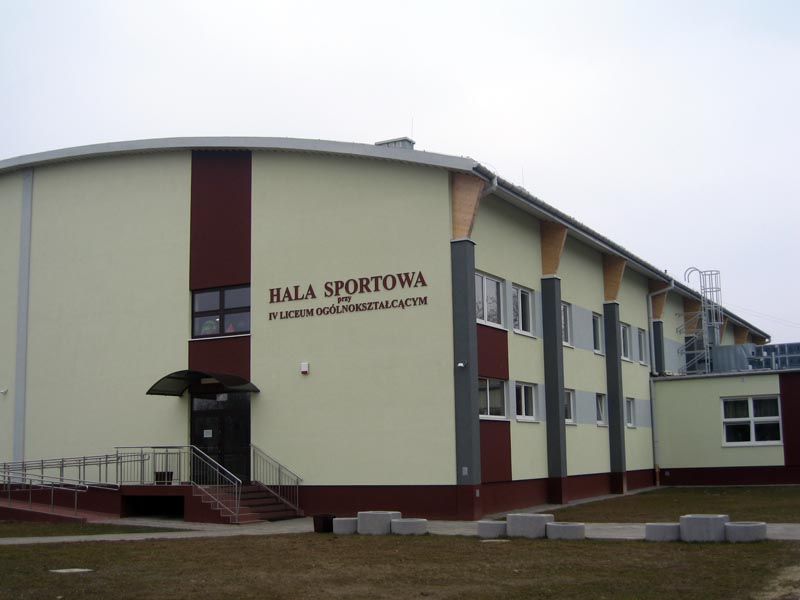 HALA SPORTOWA
przy
IV LICEUM OGÓLNOKSZTAŁCĄCYM